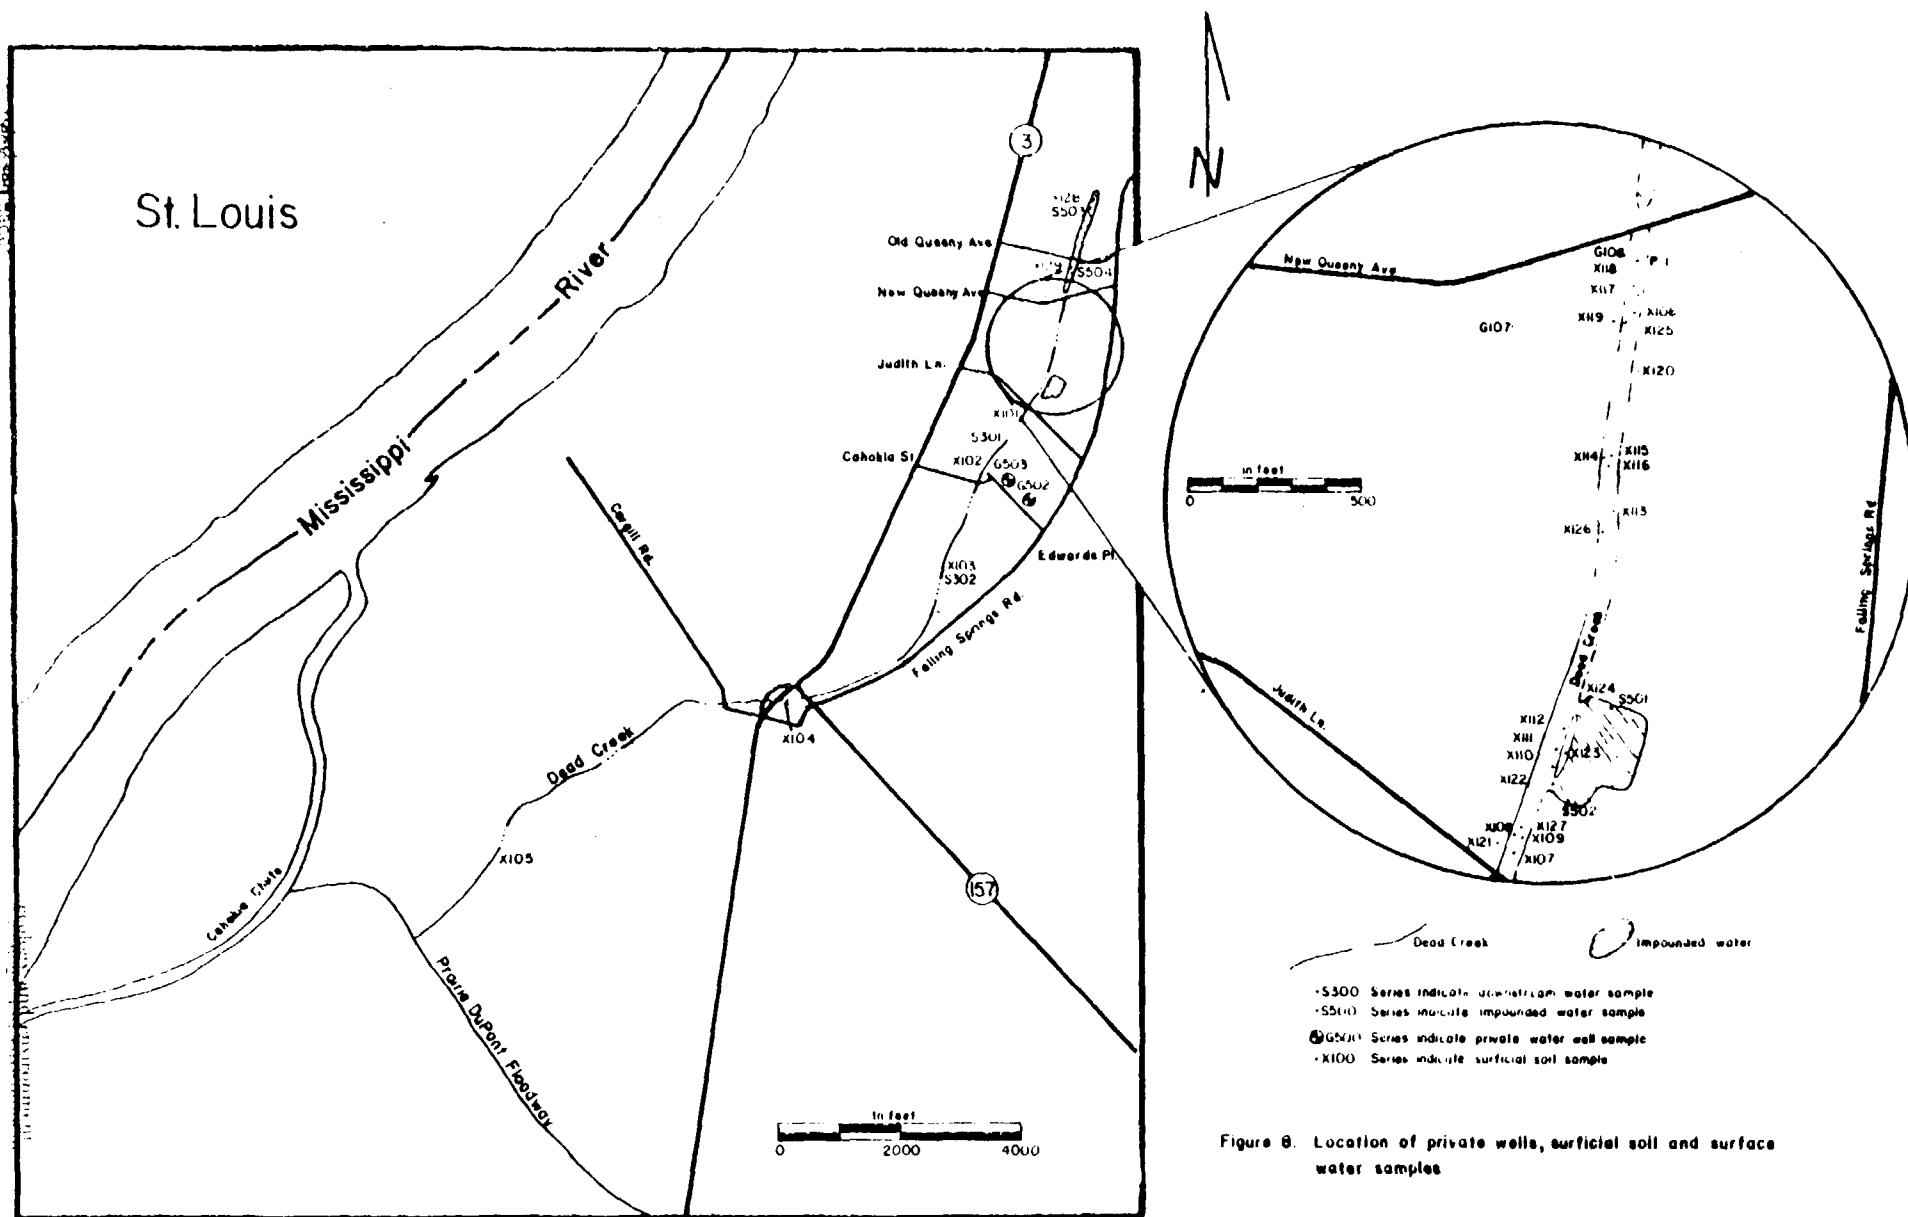 St. Louis
Mississippi
River
3
S503
Old Queeny Ave
S504
New Queeny Ave
Judith Ln.
X101
S301
Cahokia St
X102
G503
G502
Edwards Pl.
X103
S302
Cargill Rd.
Falling Springs Rd.
X104
Dead Creek
X105
157
Cahokia Chute
Prairie DuPont Floodway
In feet
0 2000 4000
N
New Queeny Ave
G108
X118
P-1
X117
X119
X106
X125
G107
X120
in feet
0 500
X114
X115
X116
X113
X126
Falling Springs Rd
Dead Creek
X124
S501
X112
X111
X110
X123
X122
S502
Judith Ln.
X108
X127
X121
X109
X107
Dead Creek
Impounded water
S300 Series indicate downstream water sample
S500 Series indicate impounded water sample
G500 Series indicate private water well sample
X100 Series indicate surficial soil sample
Figure 8. Location of private wells, surficial soil and surface
water samples